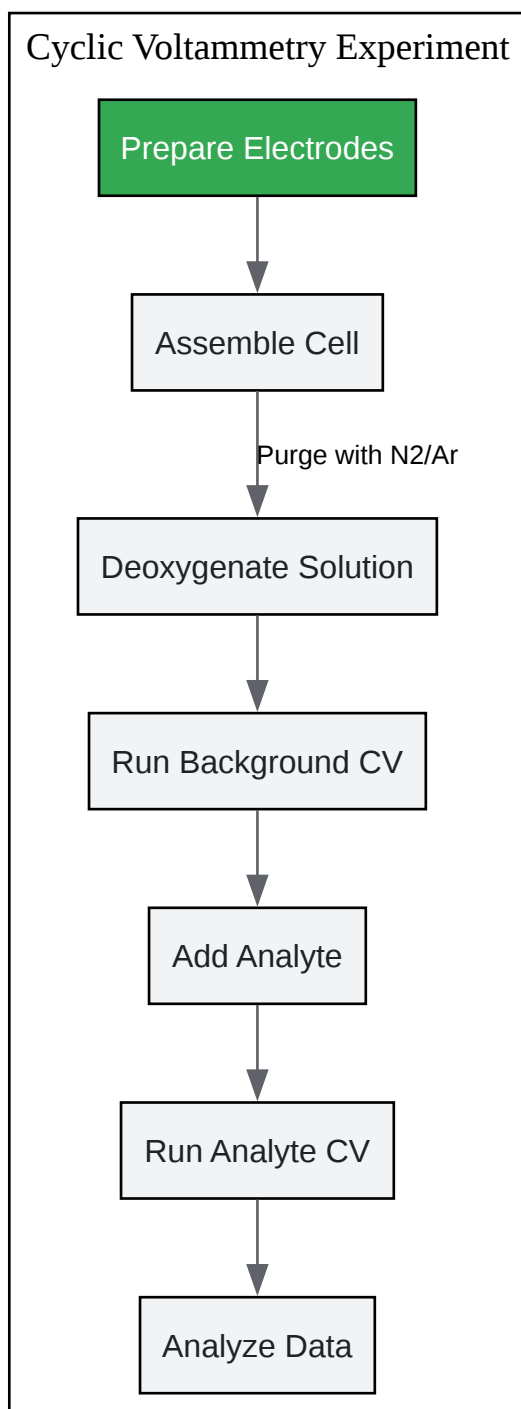 Cyclic Voltammetry Experiment
Prepare Electrodes
Assemble Cell
Purge with N2/Ar
Deoxygenate Solution
Run Background CV
Add Analyte
Run Analyte CV
Analyze Data